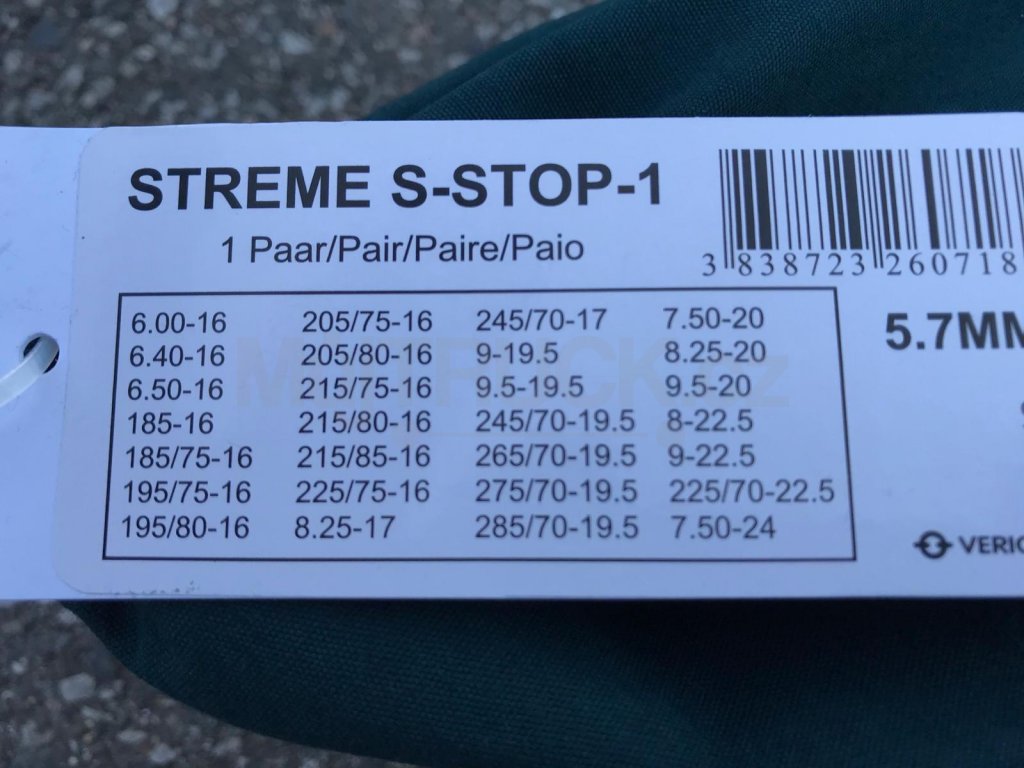 STREME S-STOP-1
1 Paar/Pair/Paire/Paio
3 838723 260718
6.00-16 205/75-16 245/70-17 7.50-20
6.40-16 205/80-16 9-19.5 8.25-20
6.50-16 215/75-16 9.5-19.5 9.5-20
185-16 215/80-16 245/70-19.5 8-22.5
185/75-16 215/85-16 265/70-19.5 9-22.5
195/75-16 225/75-16 275/70-19.5 225/70-22.5
195/80-16 8.25-17 285/70-19.5 7.50-24
5.7MM
VERIG